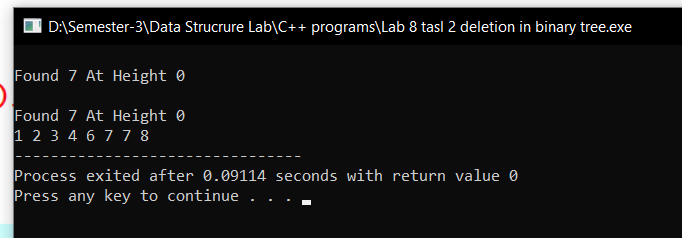 D:\Semester-3\Data Strucrure Lab\C++ programs\Lab 8 tasl 2 deletion in binary tree.exe
Found 7 At Height 0
Found 7 At Height 0
1 2 3 4 6 7 7 8
--------------------------------
Process exited after 0.09114 seconds with return value 0
Press any key to continue . . .